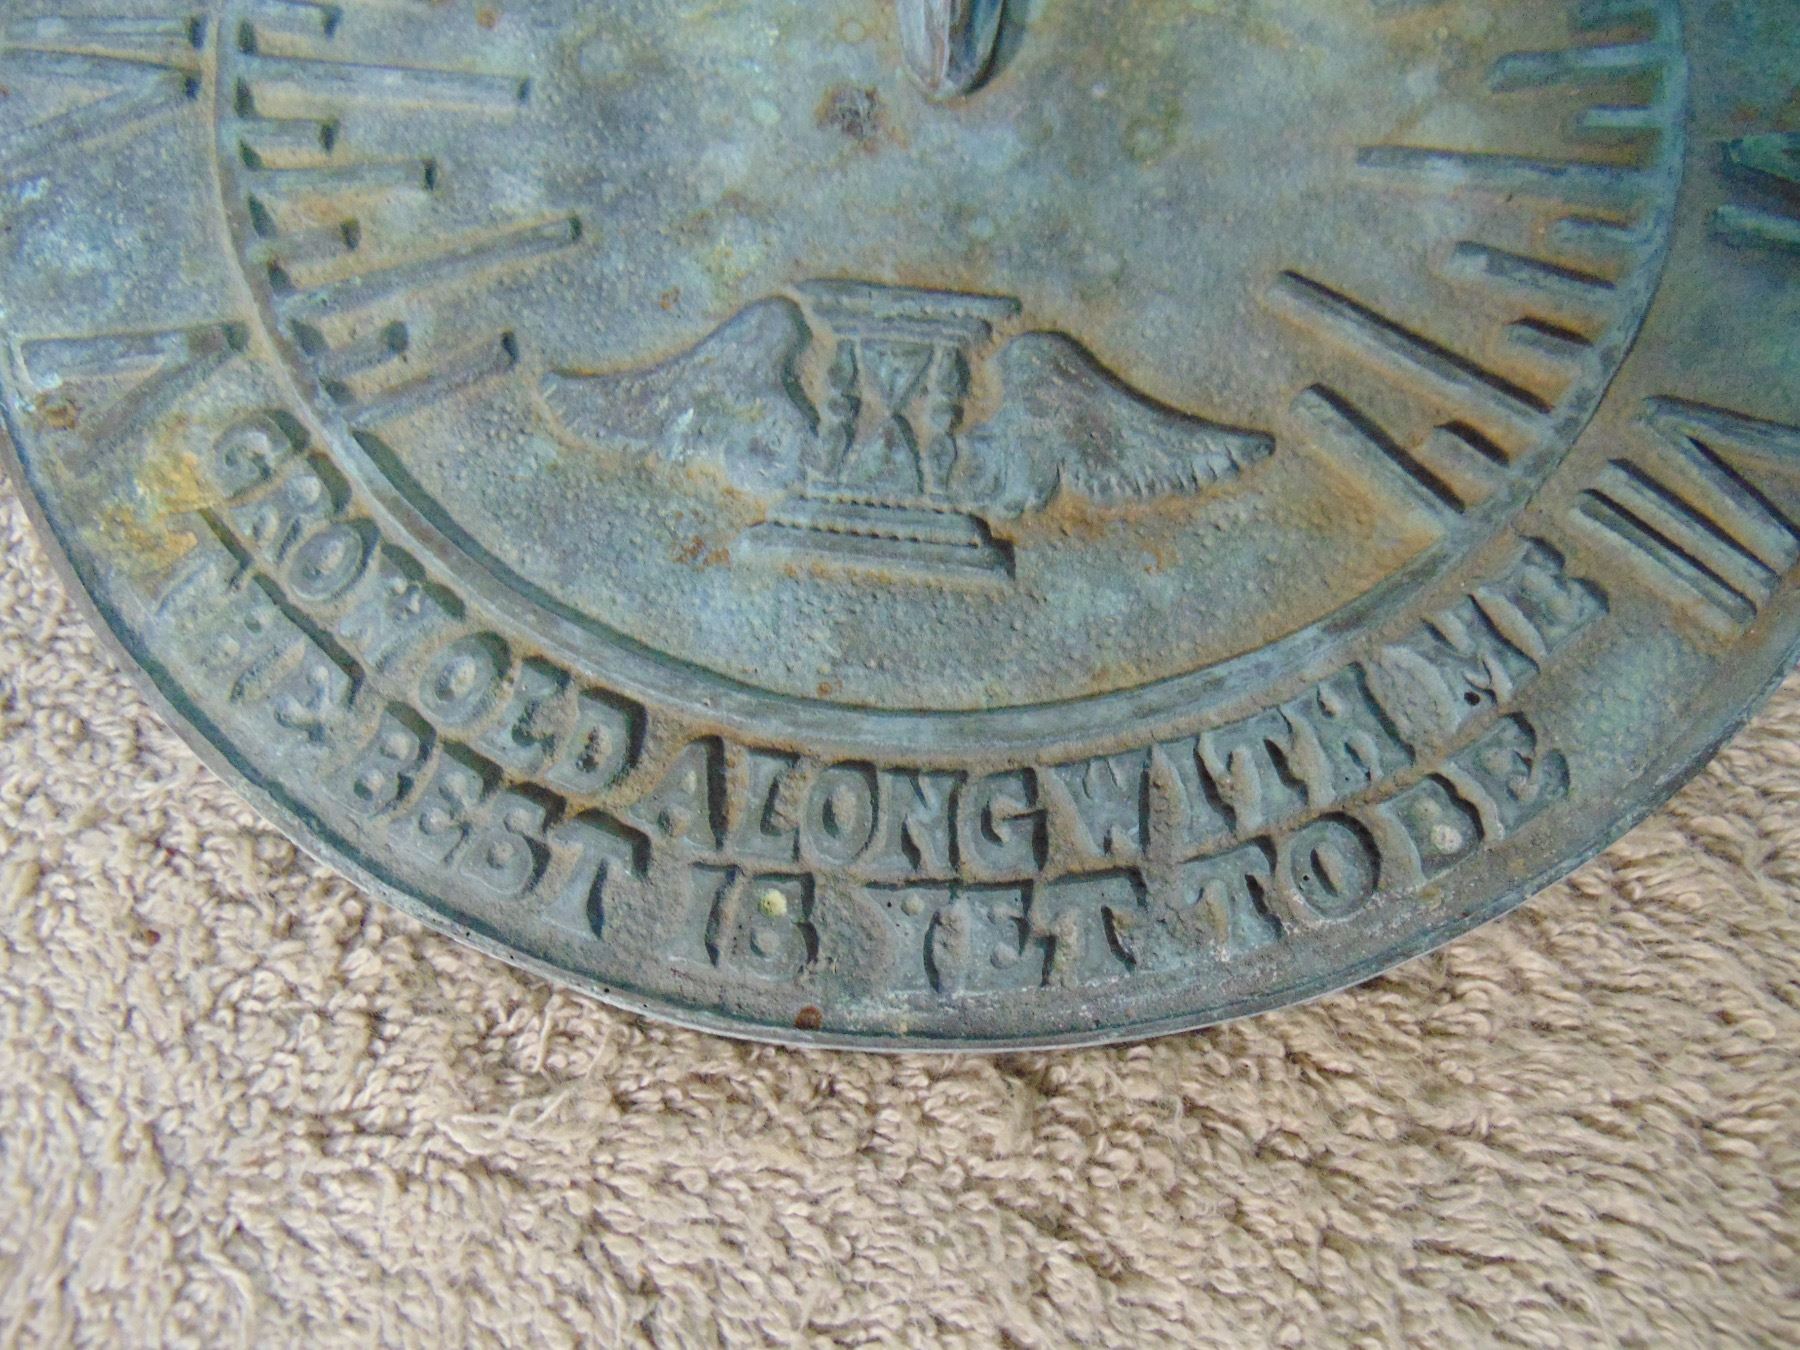 GROW OLD ALONG WITH ME
THE BEST IS YET TO BE